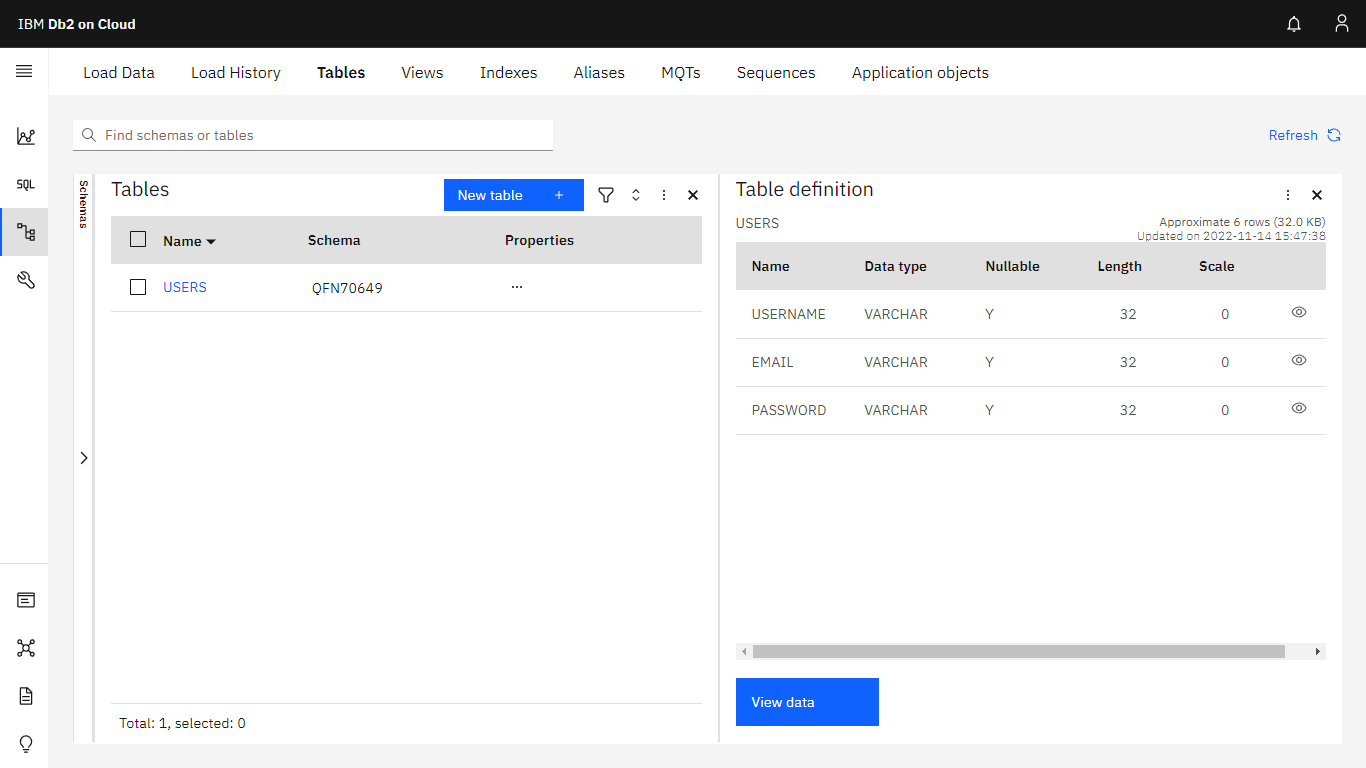 IBM Db2 on Cloud
Load Data Load History Tables Views Indexes Aliases MQTs Sequences Application objects
Find schemas or tables
Refresh
SQL
Schemas
Tables
New table +
Name Schema Properties
USERS QFN70649 ...
Total: 1, selected: 0
Table definition
USERS
Approximate 6 rows (32.0 KB)
Updated on 2022-11-14 15:47:38
Name Data type Nullable Length Scale
USERNAME VARCHAR Y 32 0
EMAIL VARCHAR Y 32 0
PASSWORD VARCHAR Y 32 0
View data